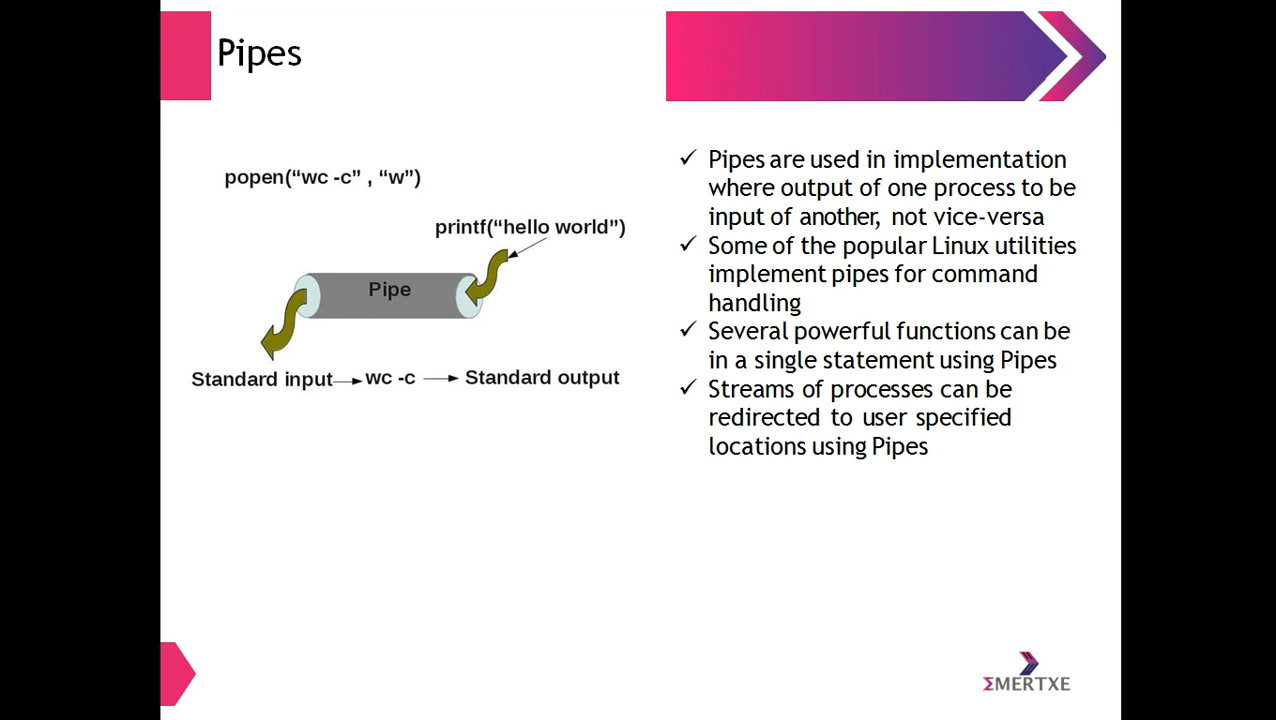 Pipes
popen(“wc -c” , “w”)
printf(“hello world”)
Pipe
Standard input wc -c Standard output
✓ Pipes are used in implementation
where output of one process to be
input of another, not vice-versa
✓ Some of the popular Linux utilities
implement pipes for command
handling
✓ Several powerful functions can be
in a single statement using Pipes
✓ Streams of processes can be
redirected to user specified
locations using Pipes
ΣMERTXE